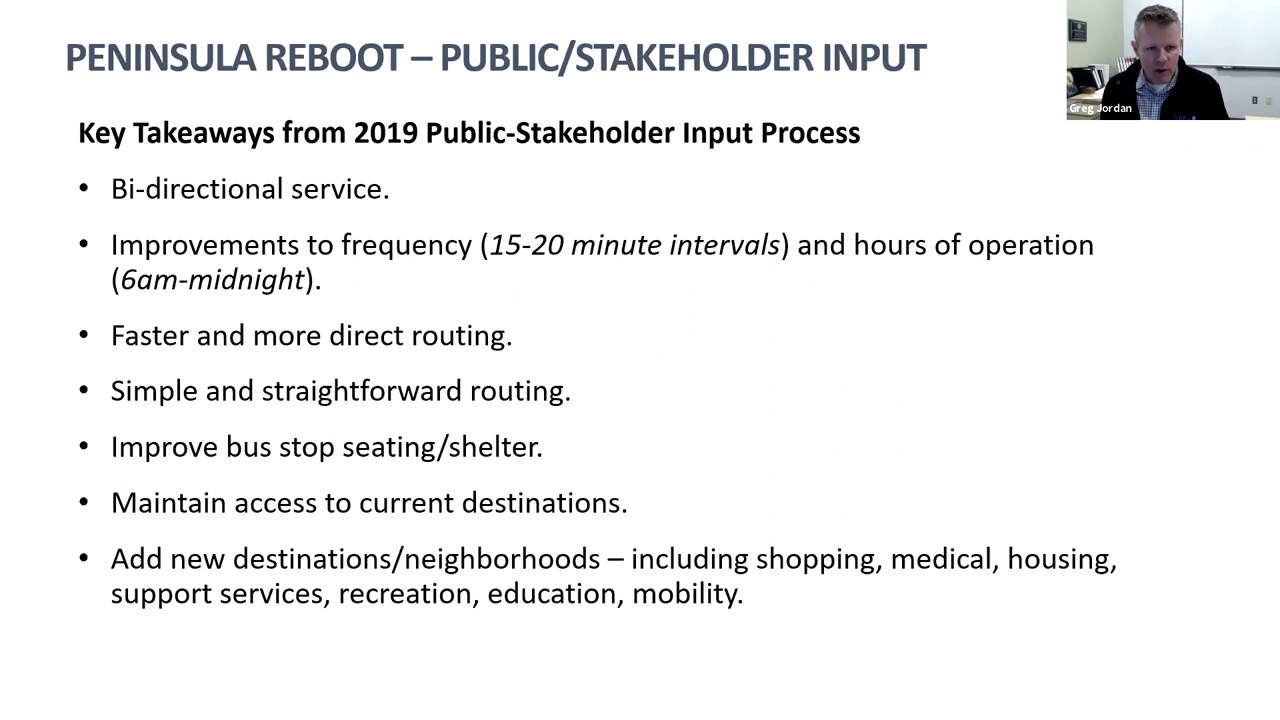 PENINSULA REBOOT – PUBLIC/STAKEHOLDER INPUT
Greg Jordan
Key Takeaways from 2019 Public-Stakeholder Input Process
• Bi-directional service.
• Improvements to frequency (15-20 minute intervals) and hours of operation
(6am-midnight).
• Faster and more direct routing.
• Simple and straightforward routing.
• Improve bus stop seating/shelter.
• Maintain access to current destinations.
• Add new destinations/neighborhoods – including shopping, medical, housing,
support services, recreation, education, mobility.